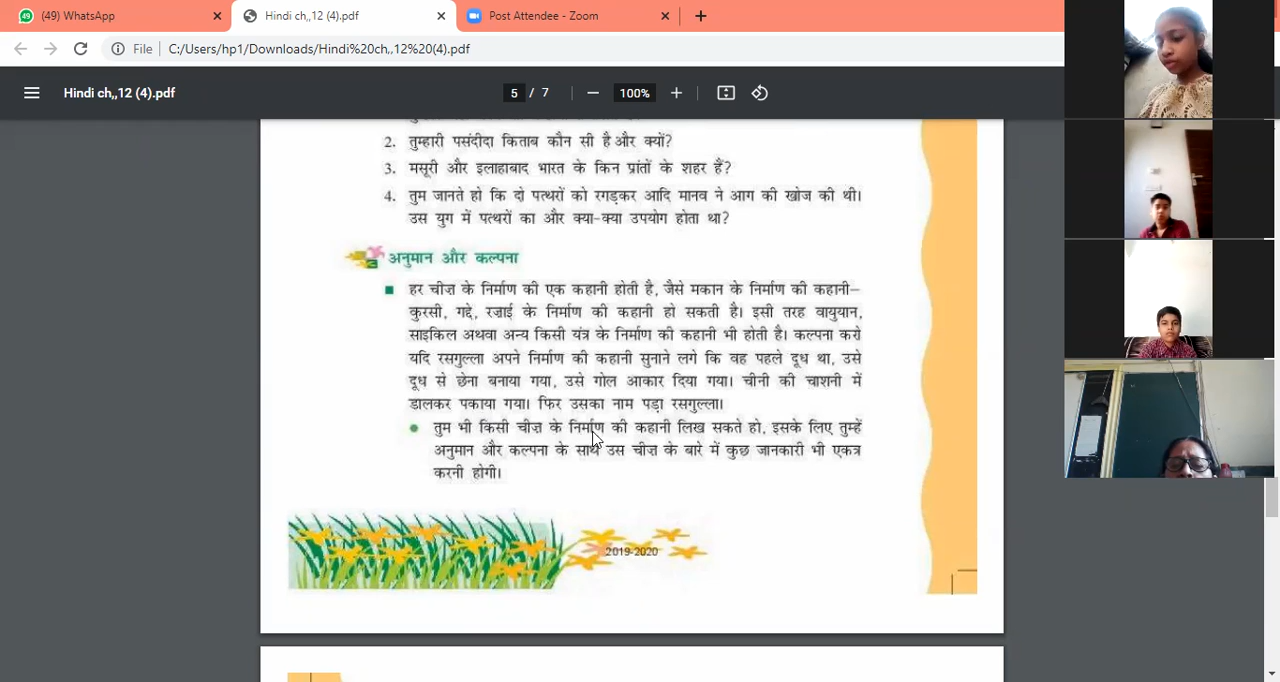 (49) WhatsApp
Hindi ch,,12 (4).pdf
Post Attendee - Zoom
File
C:/Users/hp1/Downloads/Hindi%20ch,,12%20(4).pdf
Hindi ch,,12 (4).pdf
5 / 7
100%
2. तुम्हारी पसंदीदा किताब कौन सी है और क्यों?
3. मसूरी और इलाहाबाद भारत के किन प्रांतों के शहर हैं?
4. तुम जानते हो कि दो पत्थरों को रगड़कर आदि मानव ने आग की खोज की थी।
उस युग में पत्थरों का और क्या-क्या उपयोग होता था?
अनुमान और कल्पना
हर चीज़ के निर्माण की एक कहानी होती है, जैसे मकान के निर्माण की कहानी–
कुरसी, गद्दे, रज़ाई के निर्माण की कहानी हो सकती है। इसी तरह वायुयान,
साइकिल अथवा अन्य किसी यंत्र के निर्माण की कहानी भी होती है। कल्पना करो
यदि रसगुल्ला अपने निर्माण की कहानी सुनाने लगे कि वह पहले दूध था, उसे
दूध से छेना बनाया गया, उसे गोल आकार दिया गया। चीनी की चाशनी में
डालकर पकाया गया। फिर उसका नाम पड़ा रसगुल्ला।
तुम भी किसी चीज़ के निर्माण की कहानी लिख सकते हो, इसके लिए तुम्हें
अनुमान और कल्पना के साथ उस चीज़ के बारे में कुछ जानकारी भी एकत्र
करनी होगी।
2019-2020